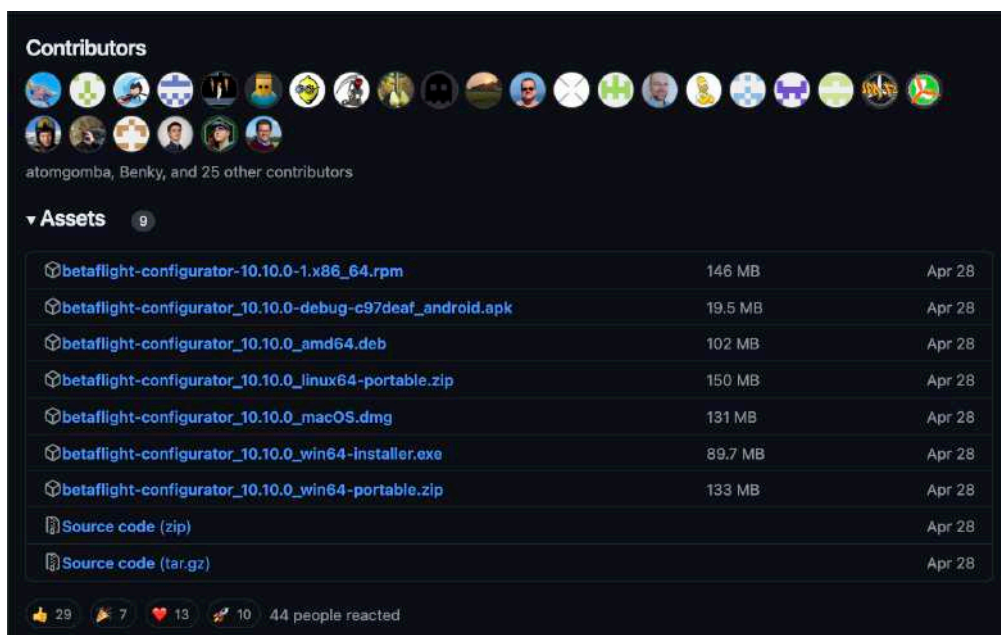 Contributors
atomgomba, Benky, and 25 other contributors
Assets 9
betaflight-configurator-10.10.0-1.x86_64.rpm 146 MB Apr 28
betaflight-configurator_10.10.0-debug-c97deaf_android.apk 19.5 MB Apr 28
betaflight-configurator_10.10.0_amd64.deb 102 MB Apr 28
betaflight-configurator_10.10.0_linux64-portable.zip 150 MB Apr 28
betaflight-configurator_10.10.0_macOS.dmg 131 MB Apr 28
betaflight-configurator_10.10.0_win64-installer.exe 89.7 MB Apr 28
betaflight-configurator_10.10.0_win64-portable.zip 133 MB Apr 28
Source code (zip) Apr 28
Source code (tar.gz) Apr 28
29 7 13 10 44 people reacted